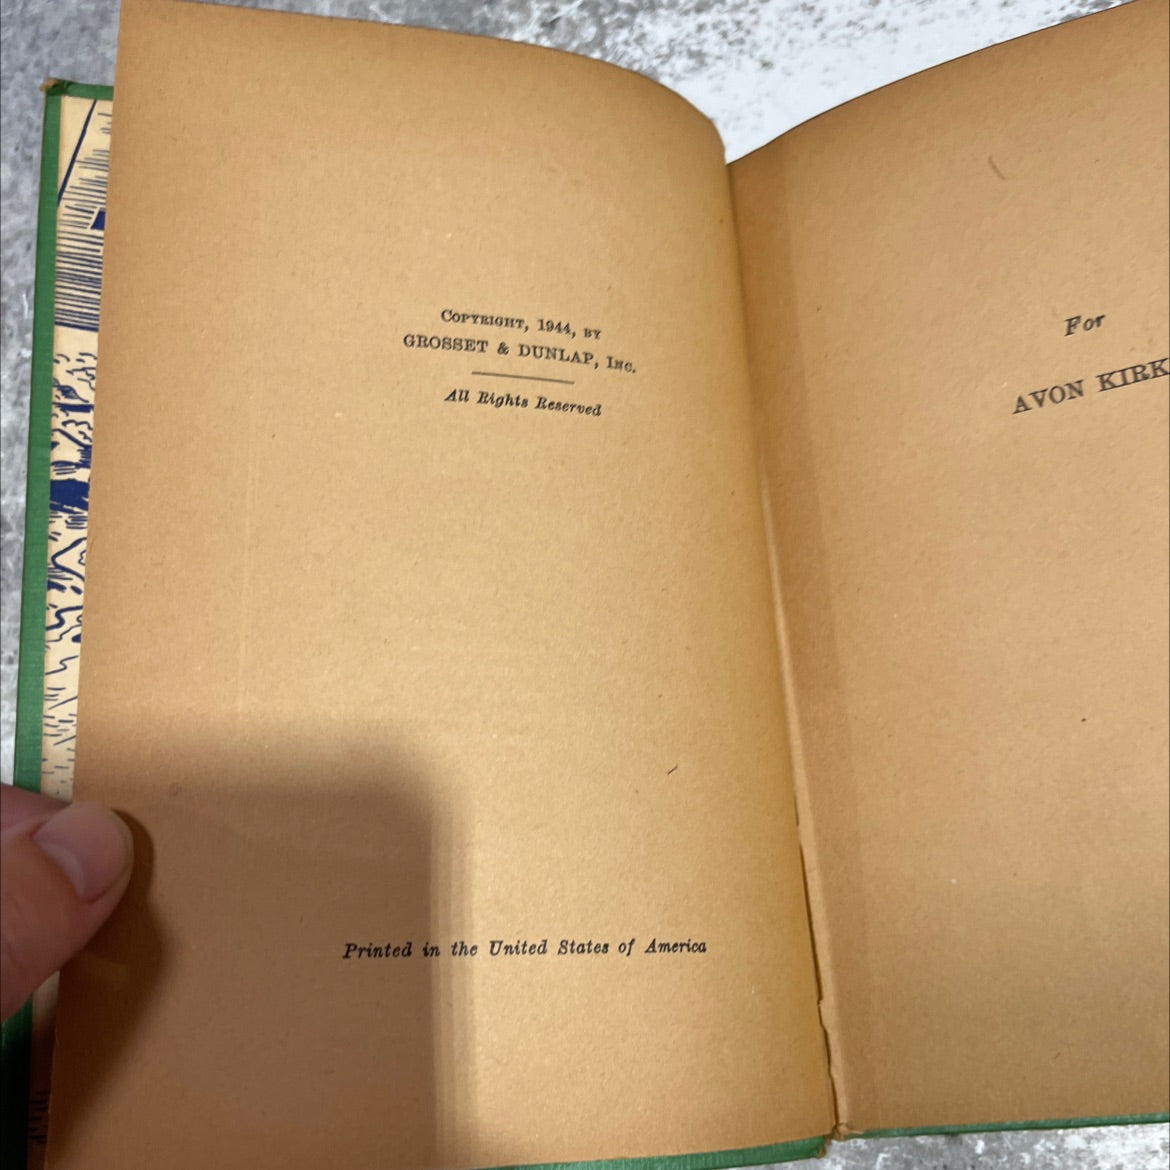 Copyright, 1944, by
GROSSET & DUNLAP, Inc.
All Rights Reserved
Printed in the United States of America
For
AVON KIRK